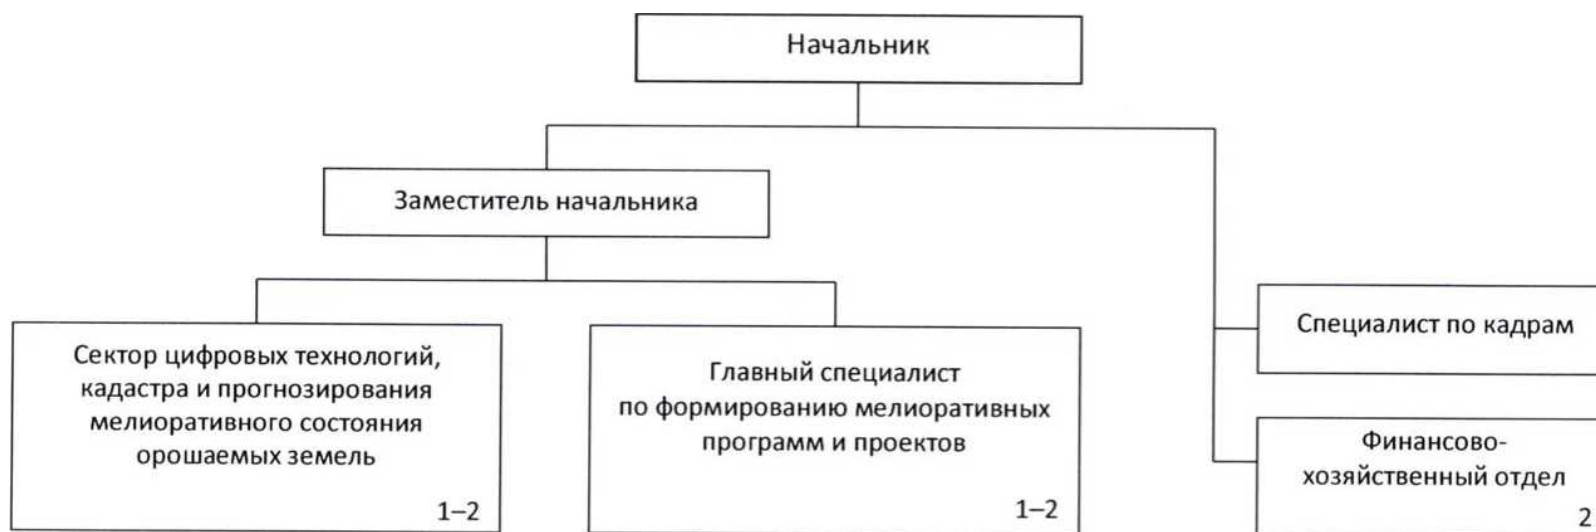 Начальник
Заместитель начальника
Сектор цифровых технологий,
кадастра и прогнозирования
мелиоративного состояния
орошаемых земель
1–2
Главный специалист
по формированию мелиоративных
программ и проектов
1–2
Специалист по кадрам
Финансово-
хозяйственный отдел
2